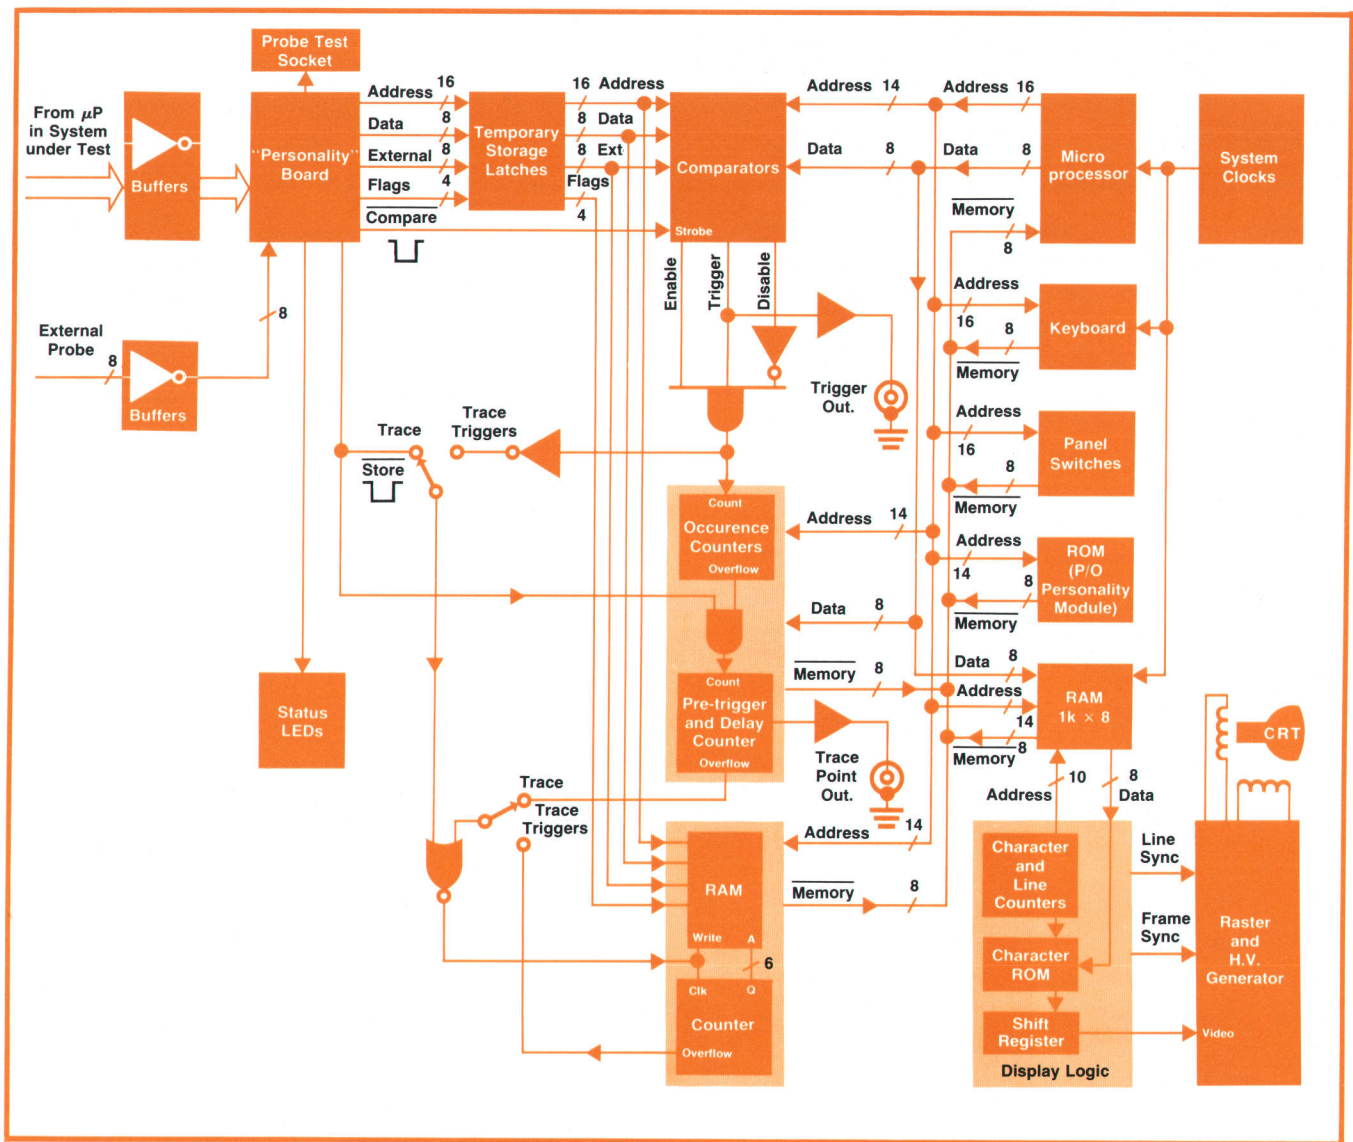 Probe Test
Socket
From μP
in System
under Test
Buffers
"Personality"
Board
Address 16
Data 8
External 8
Flags 4
Compare
Temporary
Storage
Latches
16 Address
8 Data
8 Ext
Flags
4
Comparators
Strobe
Enable
Trigger
Disable
Address 14
Data 8
Address 16
Data 8
Memory
8
Micro
processor
System
Clocks
External
Probe
8
Buffers
8
Address
16
8
Memory
Keyboard
Trigger
Out.
Trace
Trace
Triggers
Store
Address
16
8
Memory
Panel
Switches
Count
Occurence
Counters
Overflow
Address 14
Address
14
8
Memory
ROM
(P/O
Personality
Module)
Data 8
Status
LEDs
Count
Pre-trigger
and Delay
Counter
Overflow
Memory 8
Data 8
Address
14
Memory 8
RAM
1k × 8
Trace
Point
Out.
CRT
10
Address
8
Data
Trace
Trace
Triggers
RAM
Write A
6
Clk Q
Counter
Overflow
Address 14
Memory 8
Character
and
Line
Counters
Character
ROM
Shift
Register
Display Logic
Line
Sync
Frame
Sync
Raster
and
H.V.
Generator
Video